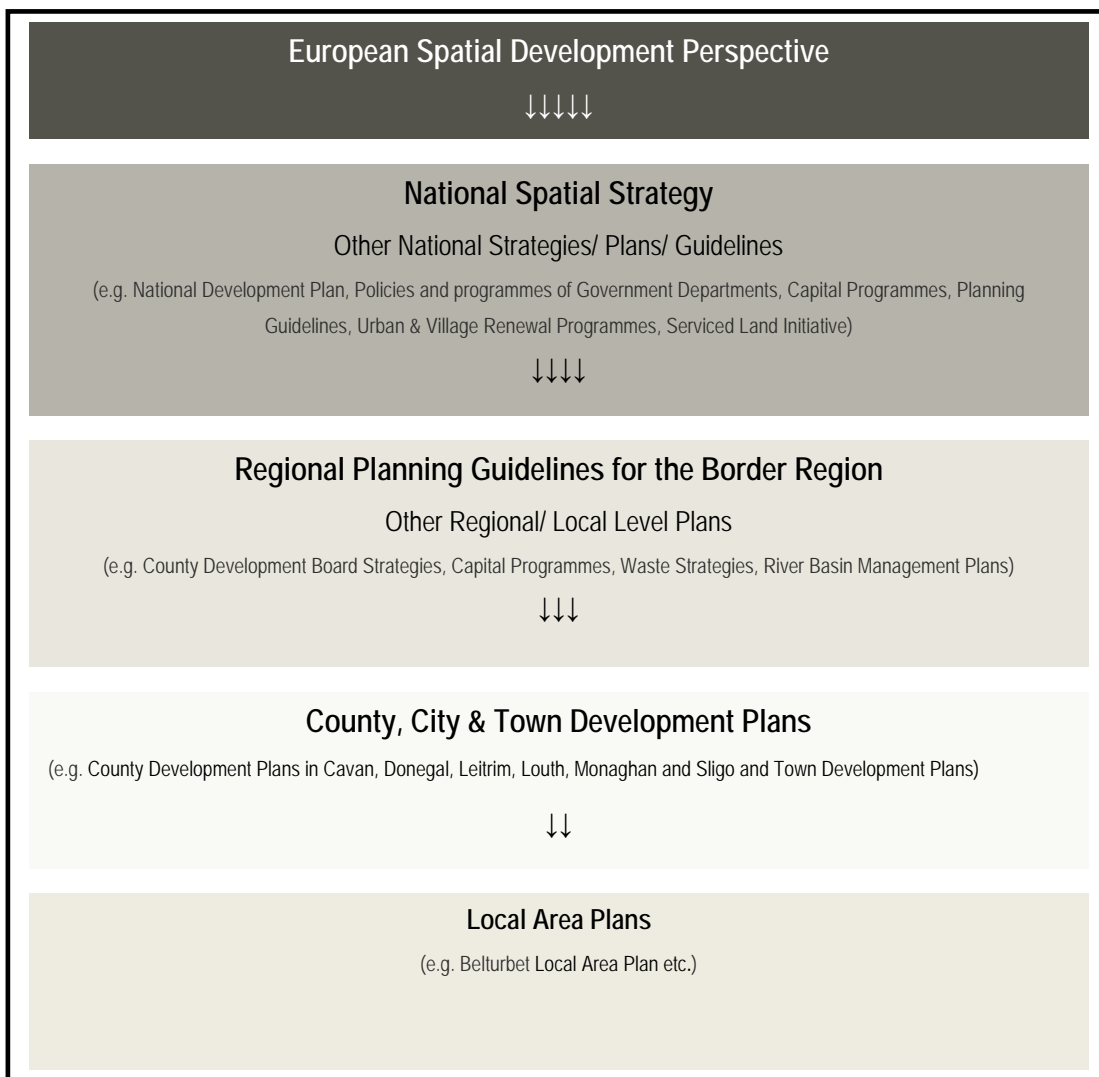 European Spatial Development Perspective
↓↓↓↓↓
National Spatial Strategy
Other National Strategies/ Plans/ Guidelines
(e.g. National Development Plan, Policies and programmes of Government Departments, Capital Programmes, Planning
Guidelines, Urban & Village Renewal Programmes, Serviced Land Initiative)
↓↓↓↓
Regional Planning Guidelines for the Border Region
Other Regional/ Local Level Plans
(e.g. County Development Board Strategies, Capital Programmes, Waste Strategies, River Basin Management Plans)
↓↓↓
County, City & Town Development Plans
(e.g. County Development Plans in Cavan, Donegal, Leitrim, Louth, Monaghan and Sligo and Town Development Plans)
↓↓
Local Area Plans
(e.g. Belturbet Local Area Plan etc.)